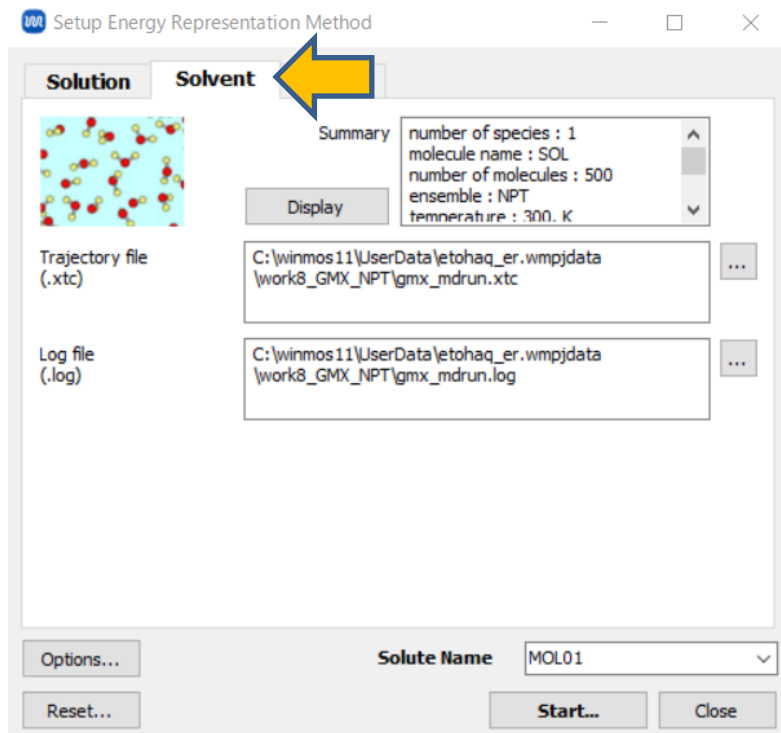 Setup Energy Representation Method
Solution
Solvent
Summary
number of species : 1
molecule name : SOL
number of molecules : 500
ensemble : NPT
temperature : 300. K
Display
Trajectory file
(.xtc)
C:\winmos11\UserData\etohaq_er.wmpjdata
\work8_GMX_NPT\gmx_mdrun.xtc
...
Log file
(.log)
C:\winmos11\UserData\etohaq_er.wmpjdata
\work8_GMX_NPT\gmx_mdrun.log
...
Options...
Solute Name
MOL01
Reset...
Start...
Close